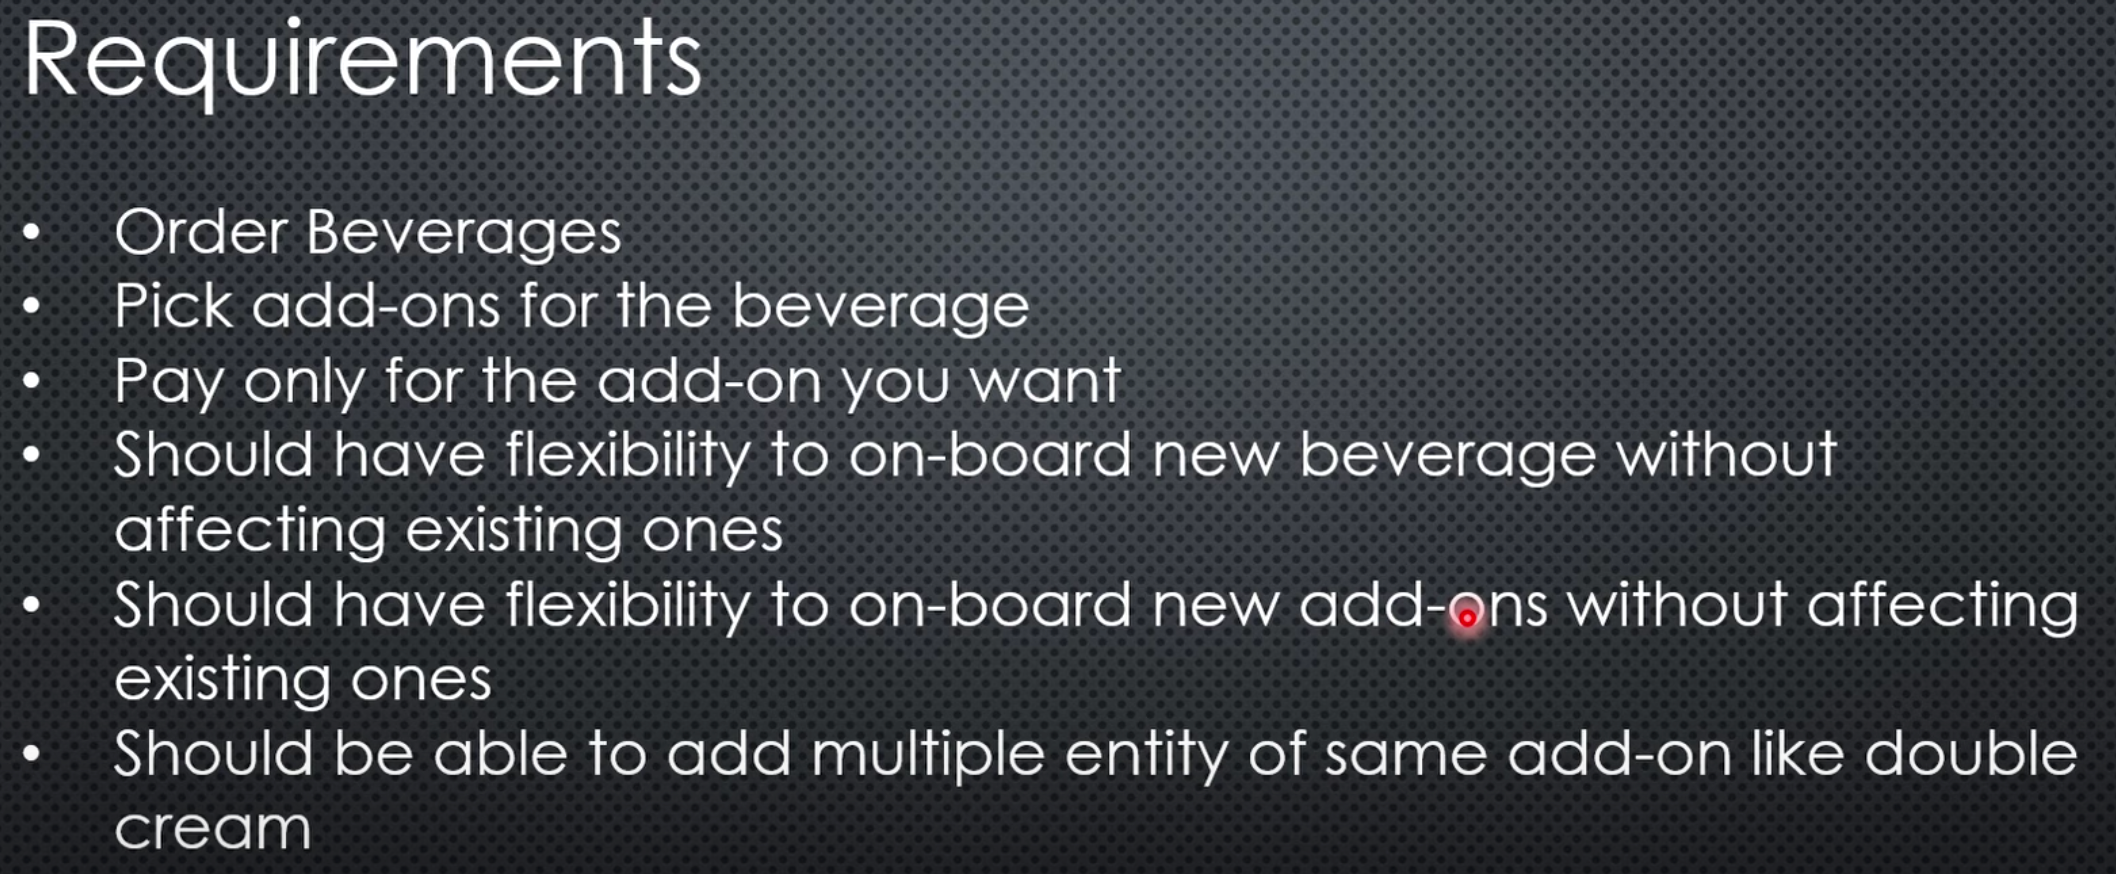 Requirements
• Order Beverages
• Pick add-ons for the beverage
• Pay only for the add-on you want
• Should have flexibility to on-board new beverage without
affecting existing ones
• Should have flexibility to on-board new add-ons without affecting
existing ones
• Should be able to add multiple entity of same add-on like double
cream